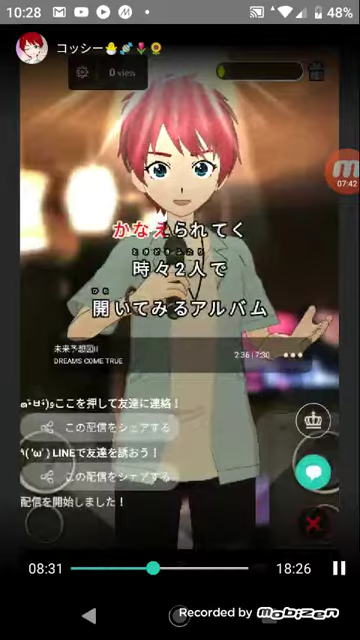 10:28
48%
コッシー
0 view
07:42
かなえられてく
ときどきふたり
時々2人で
つれ
開いてみるアルバム
未来予想図II
DREAMS COME TRUE
2:36 | 7:30
ここを押して友達に連絡！
この配信をシェアする
('ω') LINEで友達を誘おう！
この配信をシェアする
配信を開始しました！
08:31
18:26
Recorded by Mobizen